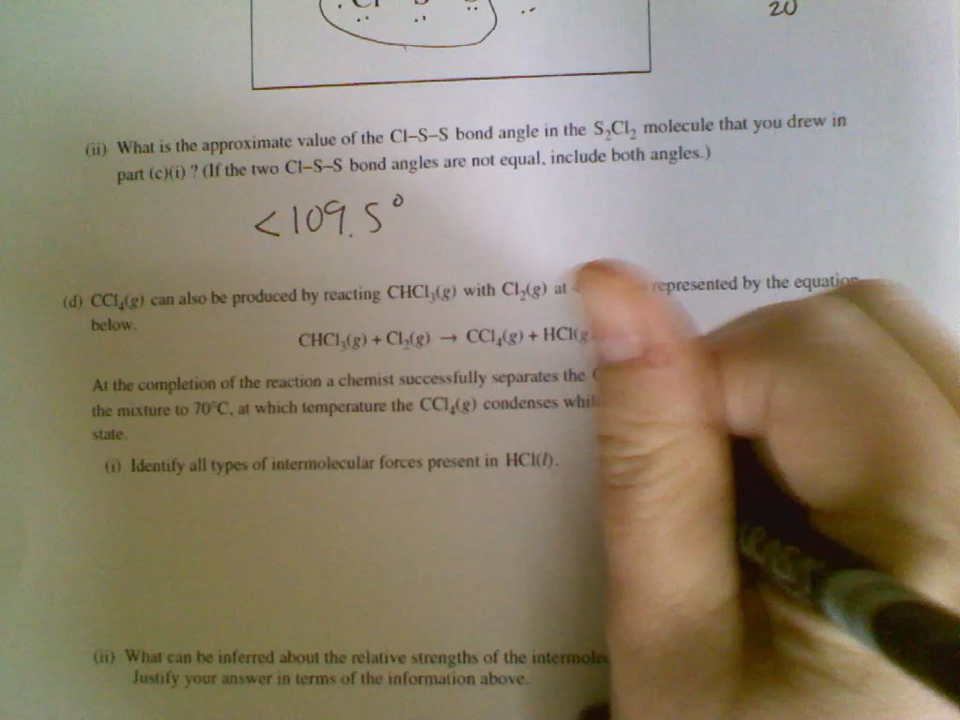 Cl S S
20
(ii) What is the approximate value of the Cl–S–S bond angle in the S₂Cl₂ molecule that you drew in
part (c)(i) ? (If the two Cl–S–S bond angles are not equal, include both angles.)
<109.5°
(d) CCl₄(g) can also be produced by reacting CHCl₃(g) with Cl₂(g) at represented by the equation
below.
CHCl₃(g) + Cl₂(g) → CCl₄(g) + HCl(g
At the completion of the reaction a chemist successfully separates the
the mixture to 70°C, at which temperature the CCl₄(g) condenses
state.
(i) Identify all types of intermolecular forces present in HCl(l).
(ii) What can be inferred about the relative strengths of the
Justify your answer in terms of the information above.